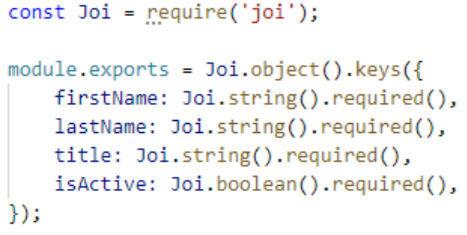 const Joi = require('joi');
module.exports = Joi.object().keys({
firstName: Joi.string().required(),
lastName: Joi.string().required(),
title: Joi.string().required(),
isActive: Joi.boolean().required(),
});